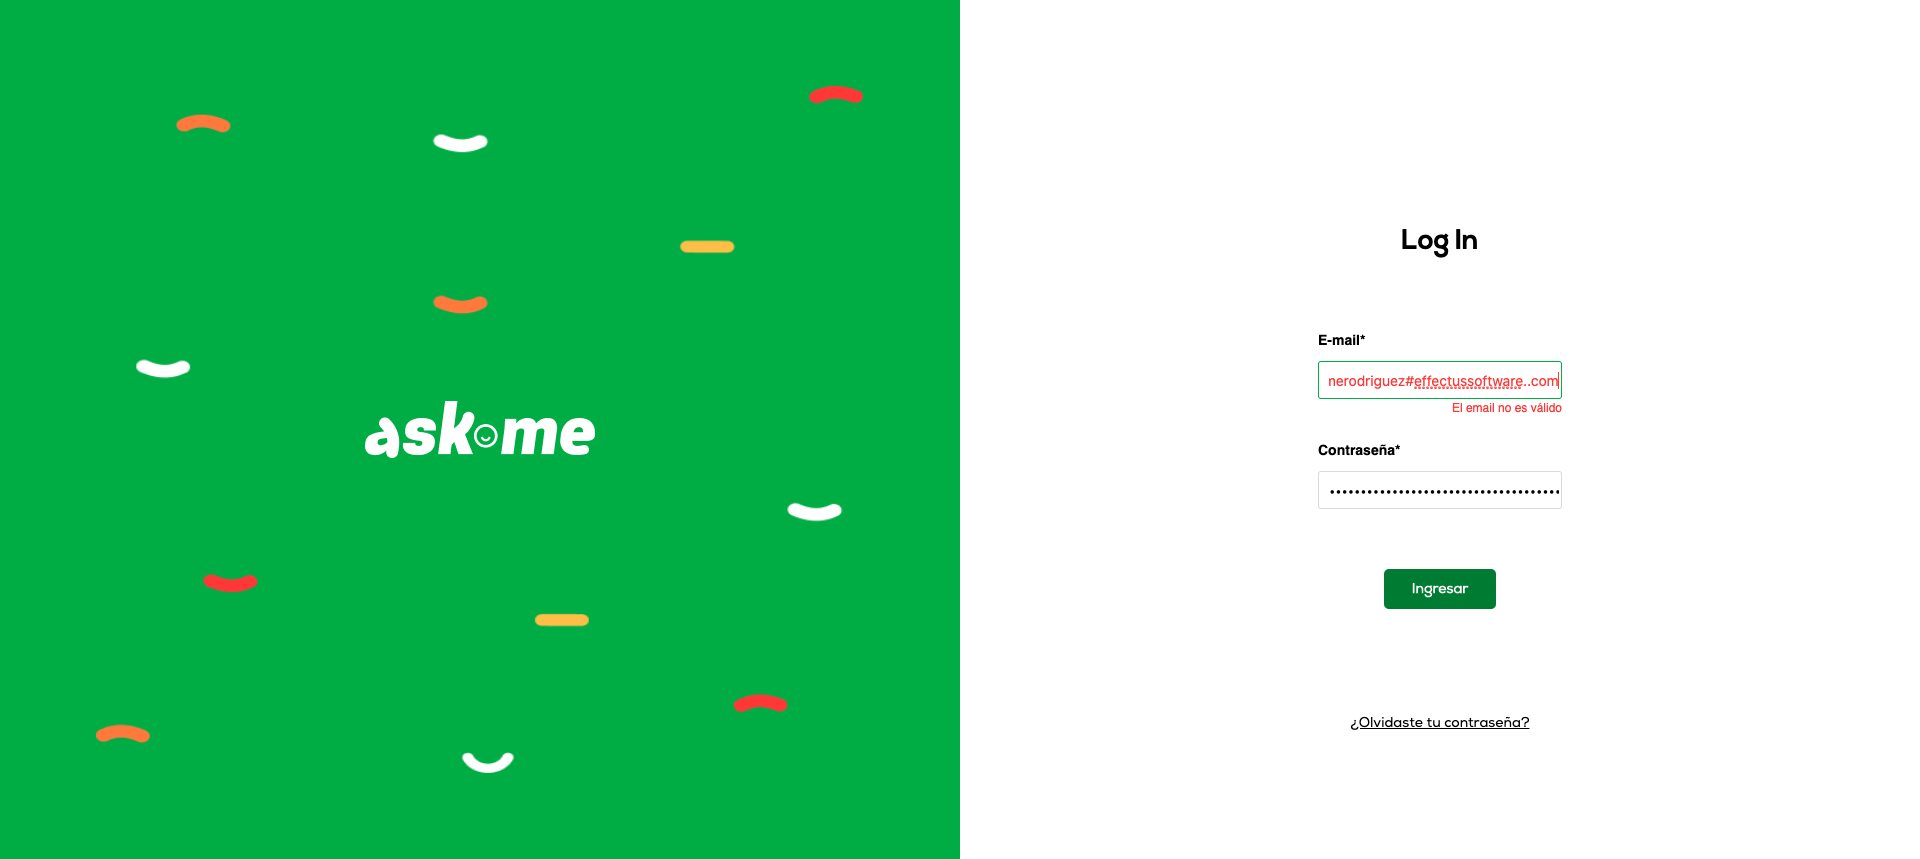 askme
Log In
E-mail*
nerodriguez#effectussoftware..com
El email no es válido
Contraseña*
Ingresar
¿Olvidaste tu contraseña?